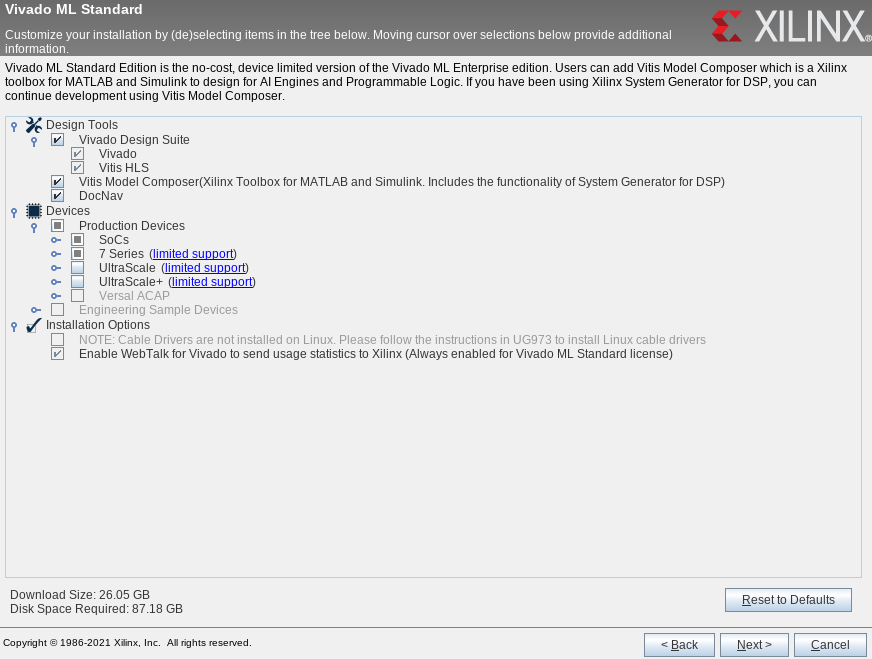 Vivado ML Standard
Customize your installation by (de)selecting items in the tree below. Moving cursor over selections below provide additional
information.
XILINX®
Vivado ML Standard Edition is the no-cost, device limited version of the Vivado ML Enterprise edition. Users can add Vitis Model Composer which is a Xilinx
toolbox for MATLAB and Simulink to design for AI Engines and Programmable Logic. If you have been using Xilinx System Generator for DSP, you can
continue development using Vitis Model Composer.
Design Tools
Vivado Design Suite
Vivado
Vitis HLS
Vitis Model Composer(Xilinx Toolbox for MATLAB and Simulink. Includes the functionality of System Generator for DSP)
DocNav
Devices
Production Devices
SoCs
7 Series (limited support)
UltraScale (limited support)
UltraScale+ (limited support)
Versal ACAP
Engineering Sample Devices
Installation Options
NOTE: Cable Drivers are not installed on Linux. Please follow the instructions in UG973 to install Linux cable drivers
Enable WebTalk for Vivado to send usage statistics to Xilinx (Always enabled for Vivado ML Standard license)
Download Size: 26.05 GB
Disk Space Required: 87.18 GB
Reset to Defaults
Copyright © 1986-2021 Xilinx, Inc. All rights reserved.
< Back Next > Cancel